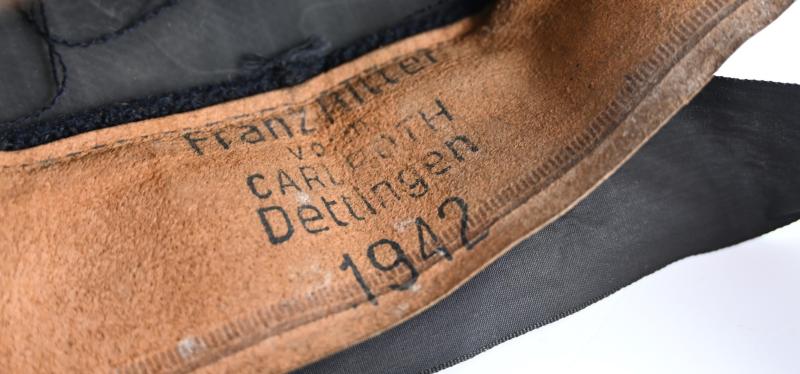 Franz Ritter
vorm.
CARL ROTH
Dettingen
1942